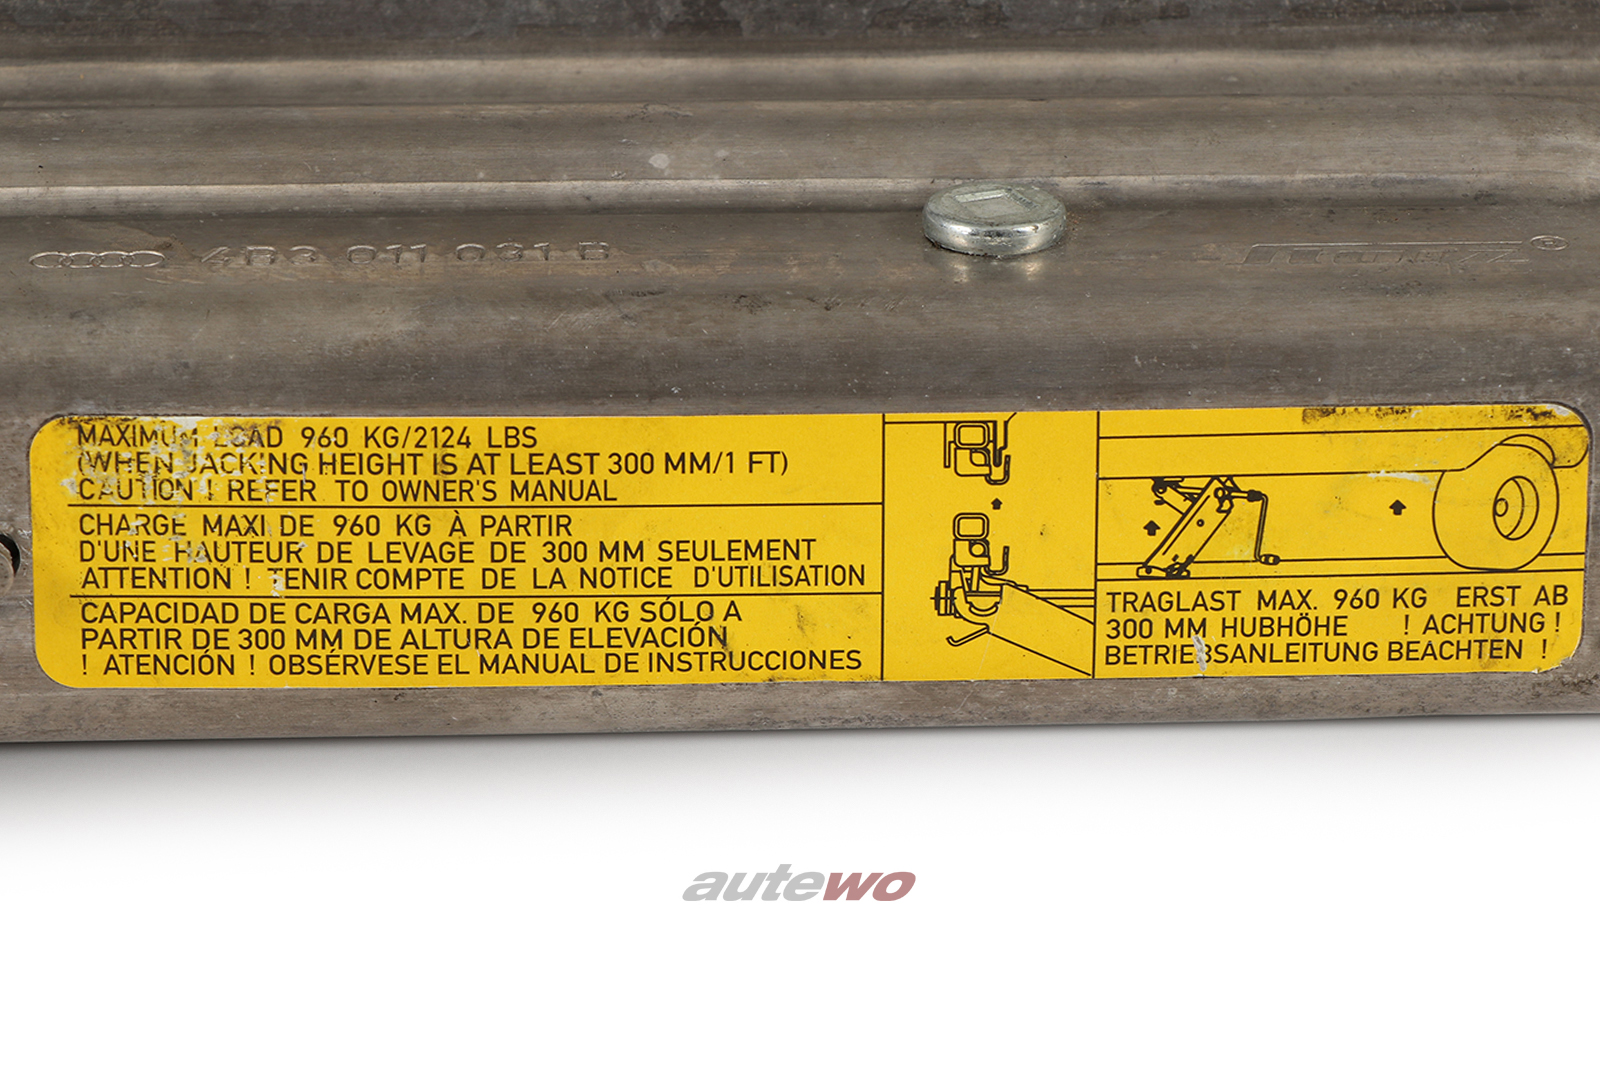 4B3 011 031 B
®
MAXIMUM LOAD 960 KG/2124 LBS
(WHEN JACKING HEIGHT IS AT LEAST 300 MM/1 FT)
CAUTION ! REFER TO OWNER'S MANUAL
CHARGE MAXI DE 960 KG À PARTIR
D'UNE HAUTEUR DE LEVAGE DE 300 MM SEULEMENT
ATTENTION ! TENIR COMPTE DE LA NOTICE D'UTILISATION
CAPACIDAD DE CARGA MAX. DE 960 KG SÓLO A
PARTIR DE 300 MM DE ALTURA DE ELEVACIÓN
! ATENCIÓN ! OBSÉRVESE EL MANUAL DE INSTRUCCIONES
TRAGLAST MAX. 960 KG ERST AB
300 MM HUBHÖHE ! ACHTUNG !
BETRIEBSANLEITUNG BEACHTEN !
autewo